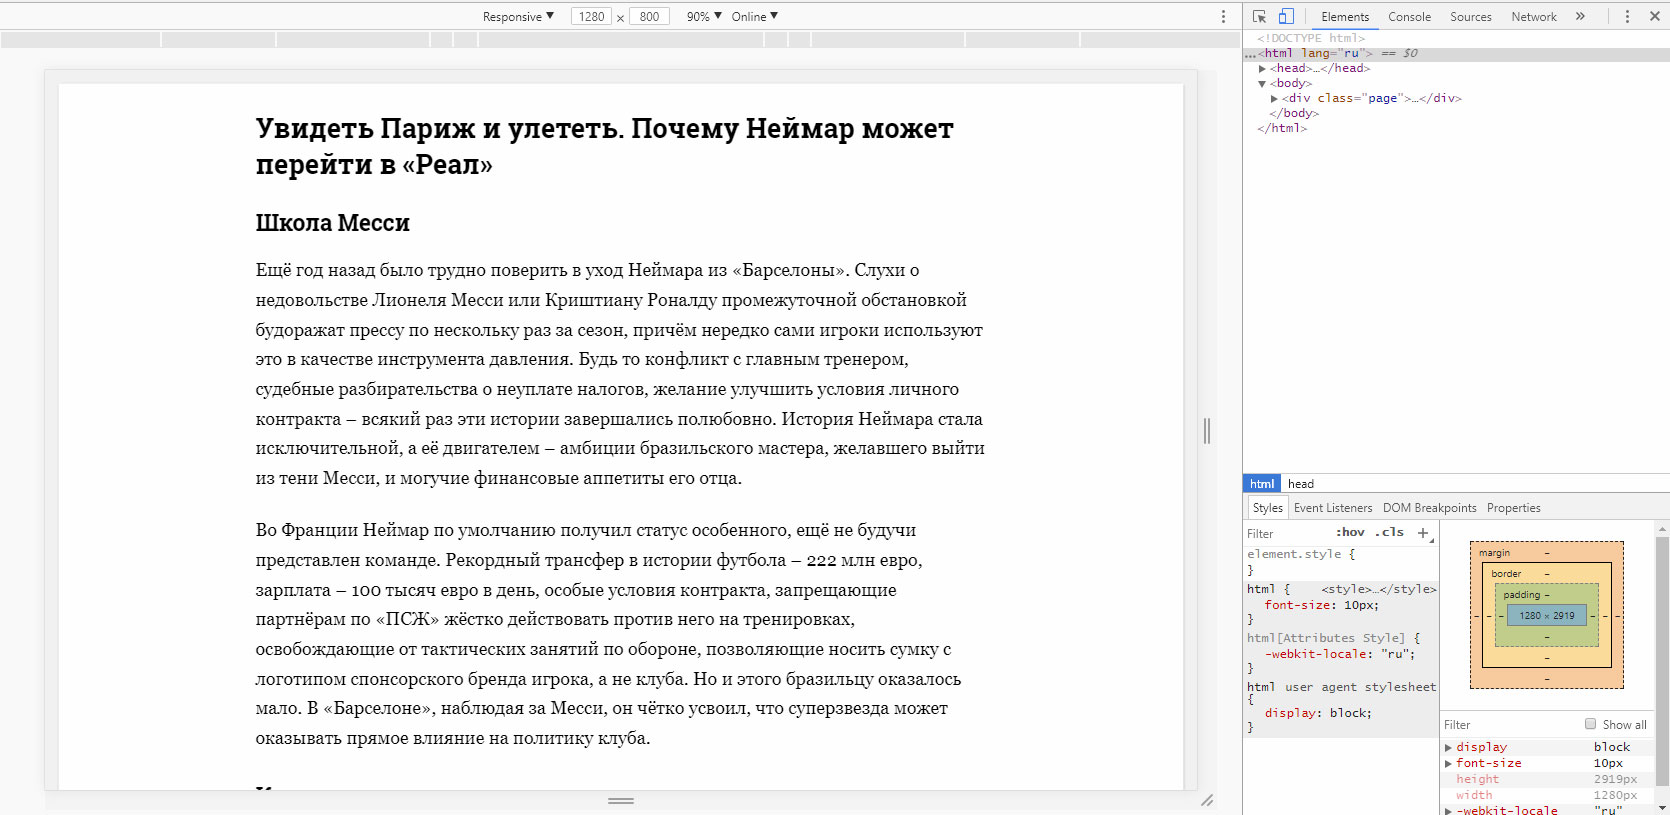 Responsive ▼ 1280 × 800 90% ▼ Online ▼
Увидеть Париж и улететь. Почему Неймар может
перейти в «Реал»
Школа Месси
Ещё год назад было трудно поверить в уход Неймара из «Барселоны». Слухи о
недовольстве Лионеля Месси или Криштиану Роналду промежуточной обстановкой
будоражат прессу по нескольку раз за сезон, причём нередко сами игроки используют
это в качестве инструмента давления. Будь то конфликт с главным тренером,
судебные разбирательства о неуплате налогов, желание улучшить условия личного
контракта – всякий раз эти истории завершались полюбовно. История Неймара стала
исключительной, а её двигателем – амбиции бразильского мастера, желавшего выйти
из тени Месси, и могучие финансовые аппетиты его отца.
Во Франции Неймар по умолчанию получил статус особенного, ещё не будучи
представлен команде. Рекордный трансфер в истории футбола – 222 млн евро,
зарплата – 100 тысяч евро в день, особые условия контракта, запрещающие
партнёрам по «ПСЖ» жёстко действовать против него на тренировках,
освобождающие от тактических занятий по обороне, позволяющие носить сумку с
логотипом спонсорского бренда игрока, а не клуба. Но и этого бразильцу оказалось
мало. В «Барселоне», наблюдая за Месси, он чётко усвоил, что суперзвезда может
оказывать прямое влияние на политику клуба.
Elements Console Sources Network »
<!DOCTYPE html>
...<html lang="ru"> == $0
▶<head>…</head>
▼<body>
▶<div class="page">…</div>
</body>
</html>
html head
Styles Event Listeners DOM Breakpoints Properties
Filter :hov .cls +
element.style {
}
html { <style>…</style>
font-size: 10px;
}
html[Attributes Style] {
-webkit-locale: "ru";
}
html user agent stylesheet
{
display: block;
}
margin –
border –
padding –
1280 × 2919
–
–
–
Filter Show all
▶ display block
▶ font-size 10px
height 2919px
width 1280px
▶ -webkit-locale "ru"